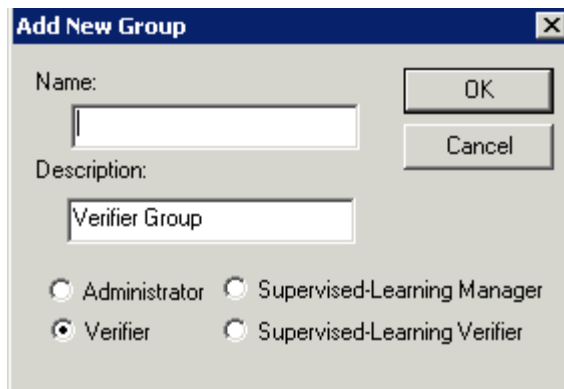 Add New Group
Name:
OK
Cancel
Description:
Verifier Group
Administrator
Supervised-Learning Manager
Verifier
Supervised-Learning Verifier